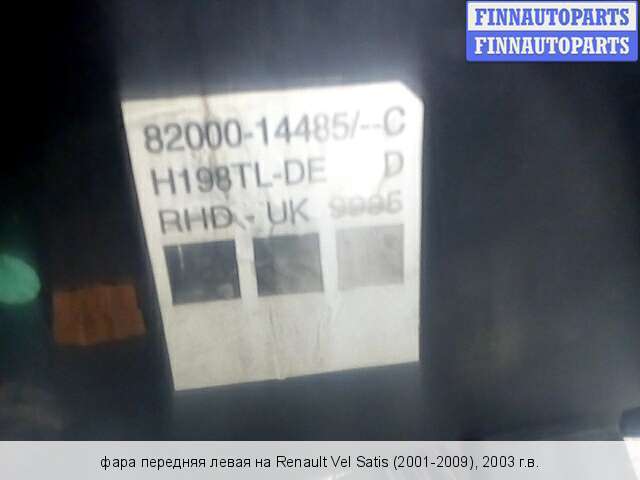 FINNAUTOPARTS
FINNAUTOPARTS
82000-14485/--C
H198TL-DE D
RHD - UK 9995
фара передняя левая на Renault Vel Satis (2001-2009), 2003 г.в.